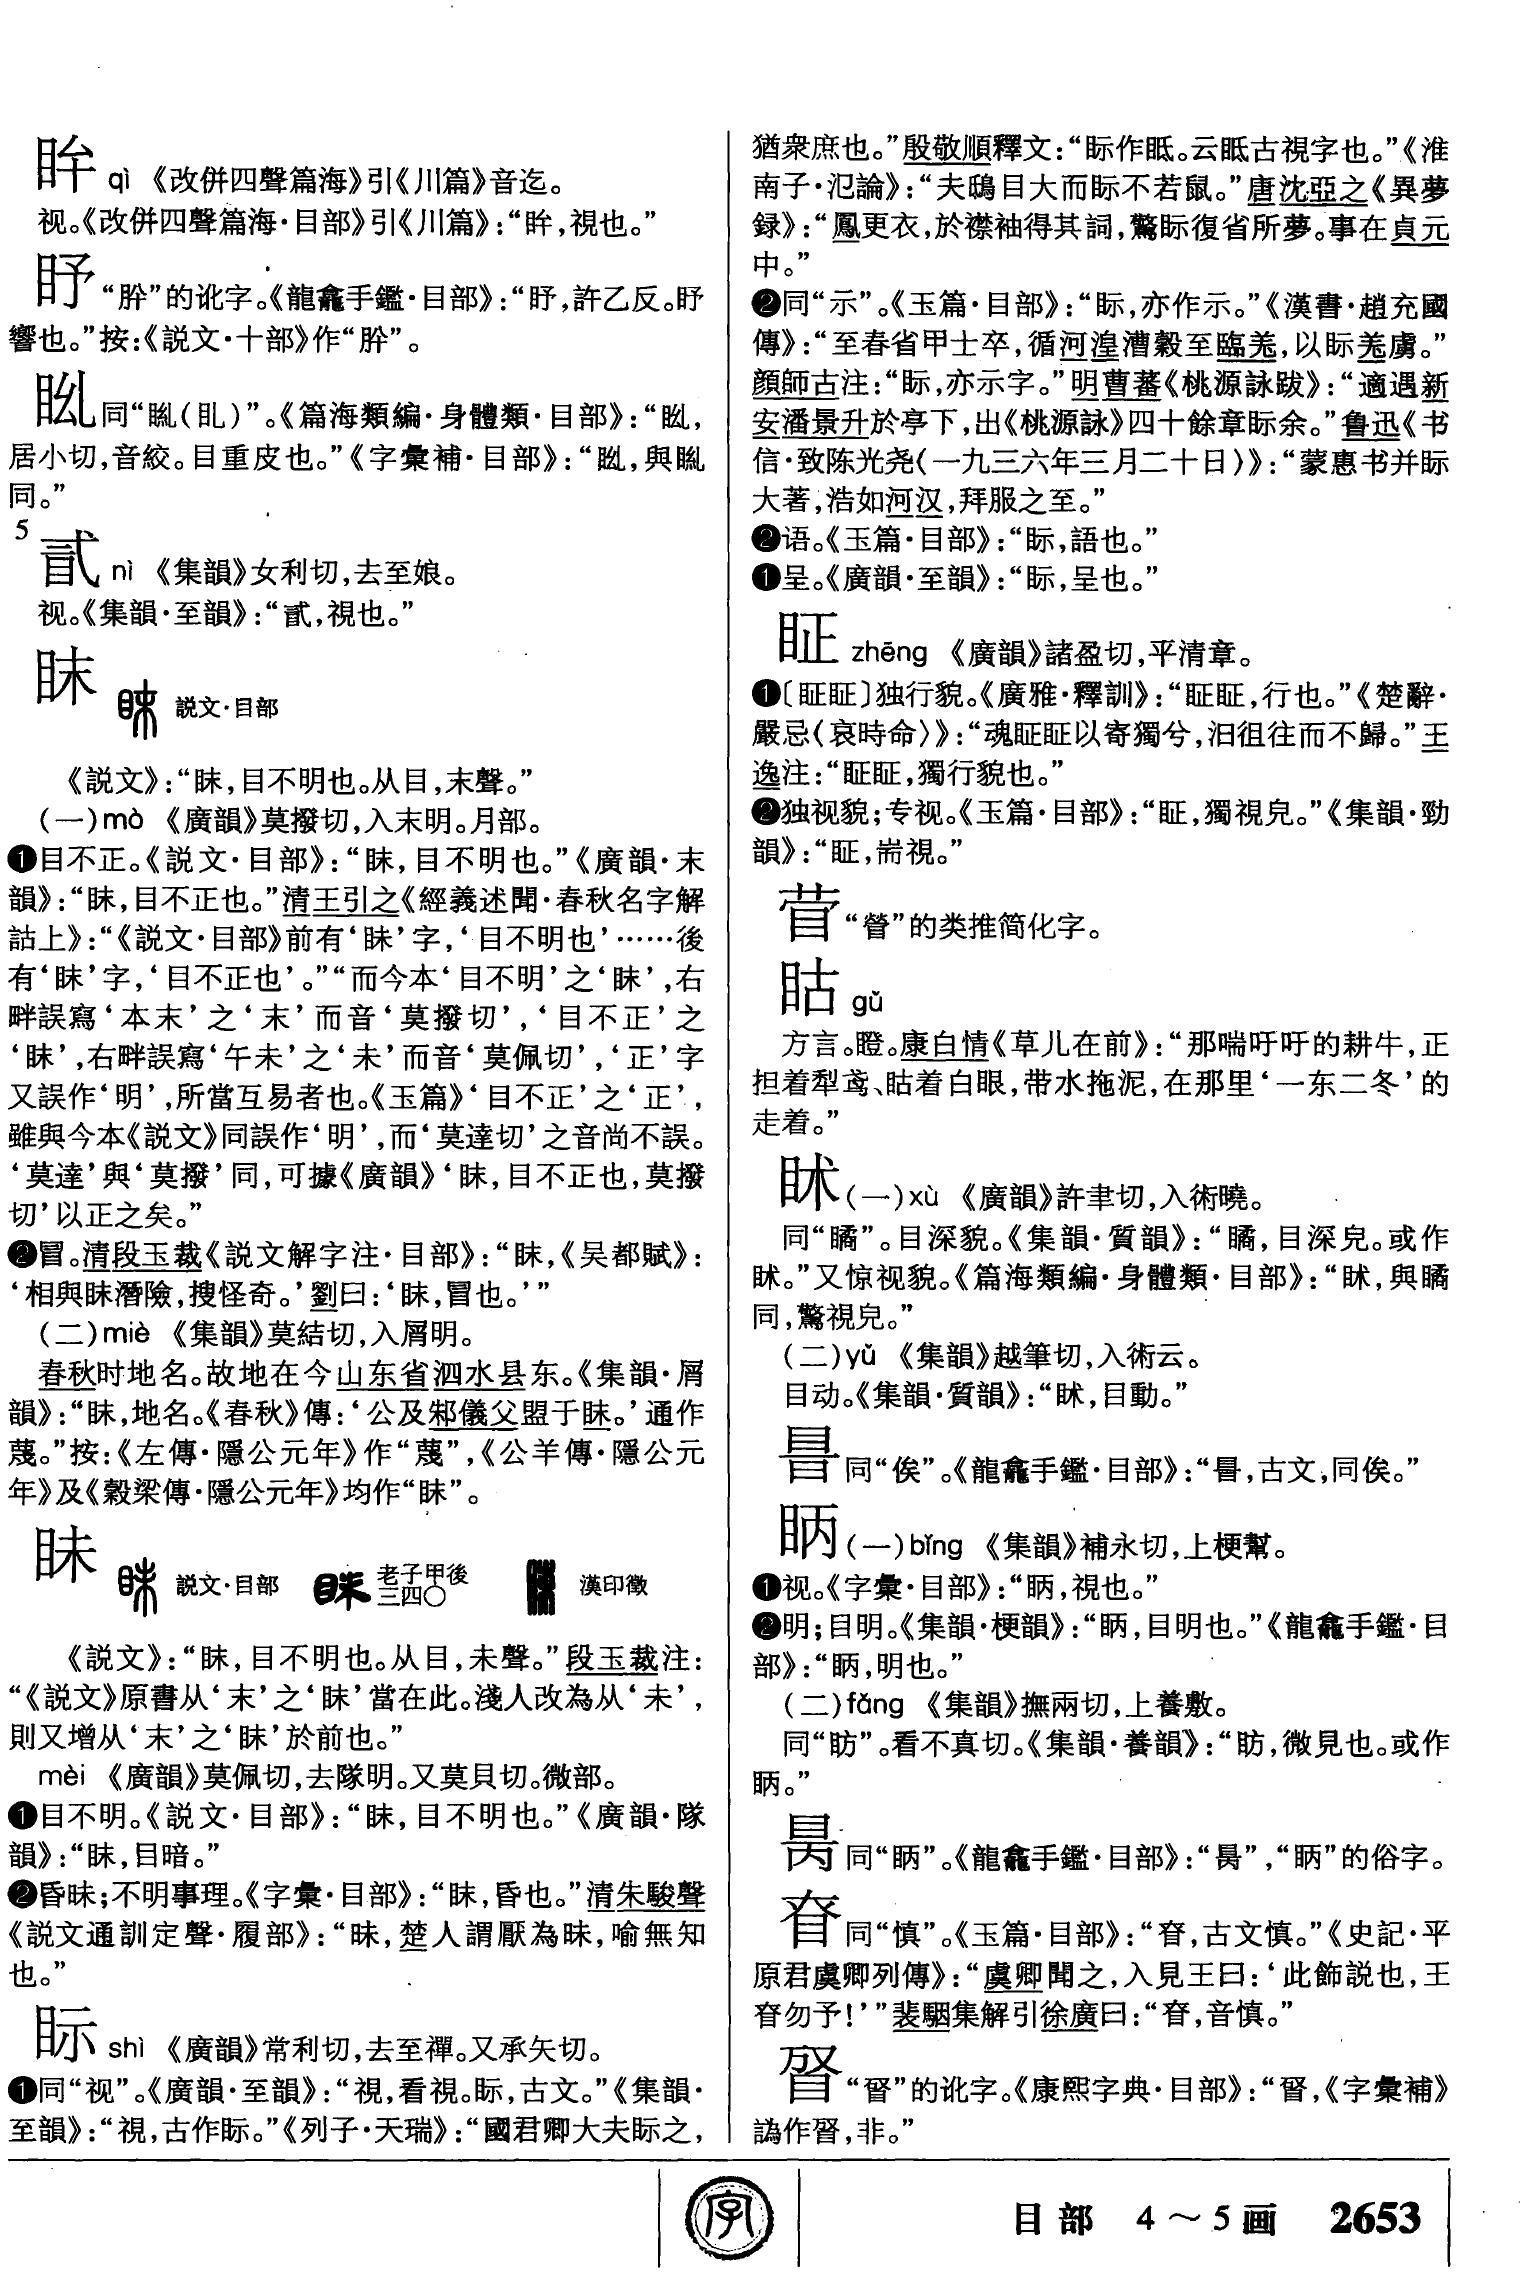 qì 《改併四聲篇海》引《川篇》音迄。
视。《改併四聲篇海·目部》引《川篇》：“䀙，視也。”
盱 “肸”的讹字。《龍龕手鑑·目部》：“盱，許乙反。盱
響也。”按：《説文·十部》作“肸”。
同“䀹（乣）”。《篇海類編·身體類·目部》：
居小切，音絞。目重皮也。”《字彙補·目部》：
同。”
5
nì 《集韻》女利切，去至娘。
视。《集韻·至韻》：“貳，視也。”
眜 説文·目部
《説文》：“眜，目不明也。从目，末聲。”
（一）mò 《廣韻》莫撥切，入末明。月部。
❶目不正。《説文·目部》：“眜，目不明也。”《廣韻·末
韻》：“眜，目不正也。”清王引之《經義述聞·春秋名字解
詁上》：“《説文·目部》前有‘眛’字，‘目不明也’……後
有‘眜’字，‘目不正也’。”“而今本‘目不明’之‘眛’，右
畔誤寫‘本末’之‘末’而音‘莫撥切’，‘目不正’之
‘眜’，右畔誤寫‘午未’之‘未’而音‘莫佩切’，‘正’字
又誤作‘明’，所當互易者也。《玉篇》‘目不正’之‘正’，
雖與今本《説文》同誤作‘明’，而‘莫達切’之音尚不誤。
‘莫達’與‘莫撥’同，可據《廣韻》‘眜，目不正也，莫撥
切’以正之矣。”
❷冒。清段玉裁《説文解字注·目部》：“眜，《吴都賦》：
‘相與眜潛險，搜怪奇。’劉曰：‘眜，冒也。’”
（二）miè 《集韻》莫結切，入屑明。
春秋时地名。故地在今山东省泗水县东。《集韻·屑
韻》：“眜，地名。《春秋》傳：‘公及邾儀父盟于眜。’通作
蔑。”按：《左傳·隱公元年》作“蔑”，《公羊傳·隱公元
年》及《穀梁傳·隱公元年》均作“眜”。
眛 説文·目部 老子甲後三四〇 漢印徵
《説文》：“眛，目不明也。从目，未聲。”段玉裁注：
“《説文》原書从‘末’之‘眜’當在此。淺人改為从‘未’，
則又增从‘末’之‘眜’於前也。”
mèi 《廣韻》莫佩切，去隊明。又莫貝切。微部。
❶目不明。《説文·目部》：“眛，目不明也。”《廣韻·隊
韻》：“眛，目暗。”
❷昏昧；不明事理。《字彙·目部》：“眛，昏也。”清朱駿聲
《説文通訓定聲·履部》：“眛，楚人謂厭為眛，喻無知
也。”
眎 shì 《廣韻》常利切，去至禪。又承矢切。
❶同“视”。《廣韻·至韻》：“視，看視。眎，古文。”《集韻·
至韻》：“視，古作眎。”《列子·天瑞》：“國君卿大夫眎之，
猶衆庶也。”殷敬順釋文：“眎作眡。云眡古視字也。”《淮
南子·氾論》：“夫鴟目大而眎不若鼠。”唐沈亞之《異夢
録》：“鳳更衣，於襟袖得其詞，驚眎復省所夢。事在貞元
中。”
❷同“示”。《玉篇·目部》：“眎，亦作示。”《漢書·趙充國
傳》：“至春省甲士卒，循河湟漕穀至臨羌，以眎羌虜。”
顔師古注：“眎，亦示字。”明曹蕃《桃源詠跋》：“適遇新
安潘景升於亭下，出《桃源詠》四十餘章眎余。”鲁迅《书
信·致陈光尧（一九三六年三月二十日）》：“蒙惠书并眎
大著，浩如河汉，拜服之至。”
❷语。《玉篇·目部》：“眎，語也。”
❶呈。《廣韻·至韻》：“眎，呈也。”
眐 zhēng 《廣韻》諸盈切，平清章。
❶〔眐眐〕独行貌。《廣雅·釋訓》：“眐眐，行也。”《楚辭·
嚴忌〈哀時命〉》：“魂眐眐以寄獨兮，汩徂往而不歸。”王
逸注：“眐眐，獨行貌也。”
❷独视貌；专视。《玉篇·目部》：“眐，獨視皃。”《集韻·勁
韻》：“眐，耑視。”
“瞢”的类推简化字。
䀇 gǔ
方言。瞪。康白情《草儿在前》：“那喘吁吁的耕牛，正
担着犁鸢、䀇着白眼，带水拖泥，在那里‘一东二冬’的
走着。”
眓（一）xù 《廣韻》許聿切，入術曉。
同“瞲”。目深貌。《集韻·質韻》：“瞲，目深皃。或作
眓。”又惊视貌。《篇海類編·身體類·目部》：“眓，與瞲
同，驚視皃。”
（二）yǔ 《集韻》越筆切，入術云。
目动。《集韻·質韻》：“眓，目動。”
同“俟”。《龍龕手鑑·目部》：“古文，同俟。”
眪（一）bǐng 《集韻》補永切，上梗幫。
❶视。《字彙·目部》：“眪，視也。”
❷明；目明。《集韻·梗韻》：“眪，目明也。”《龍龕手鑑·目
部》：“眪，明也。”
（二）fǎng 《集韻》撫兩切，上養敷。
同“眆”。看不真切。《集韻·養韻》：“眆，微見也。或作
眪。”
同“眪”。《龍龕手鑑·目部》：“眪”的俗字。
眘 同“慎”。《玉篇·目部》：“眘，古文慎。”《史記·平
原君虞卿列傳》：“虞卿聞之，入見王曰：‘此飾説也，王
眘勿予！’”裴駰集解引徐廣曰：“眘，音慎。”
的讹字。《康熙字典·目部》：“《字彙補》
譌作，非。”
字
目部 4～5画 2653